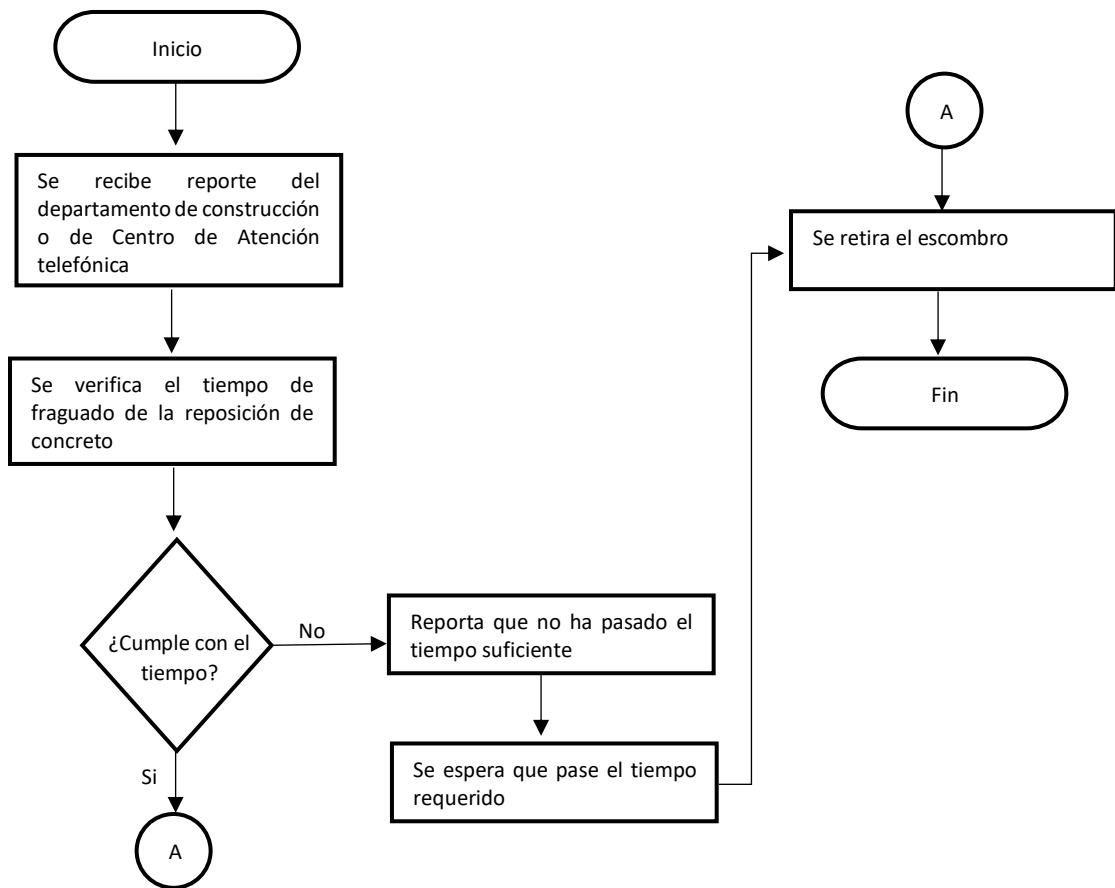 Inicio
Se recibe reporte del
departamento de construcción
o de Centro de Atención
telefónica
Se verifica el tiempo de
fraguado de la reposición de
concreto
¿Cumple con el
tiempo?
No
Si
A
Reporta que no ha pasado el
tiempo suficiente
Se espera que pase el tiempo
requerido
A
Se retira el escombro
Fin